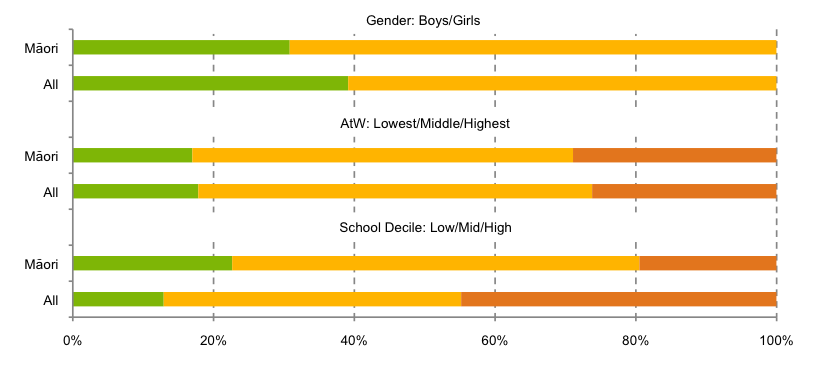 Gender: Boys/Girls
Māori
All
AtW: Lowest/Middle/Highest
Māori
All
School Decile: Low/Mid/High
Māori
All
0% 20% 40% 60% 80% 100%